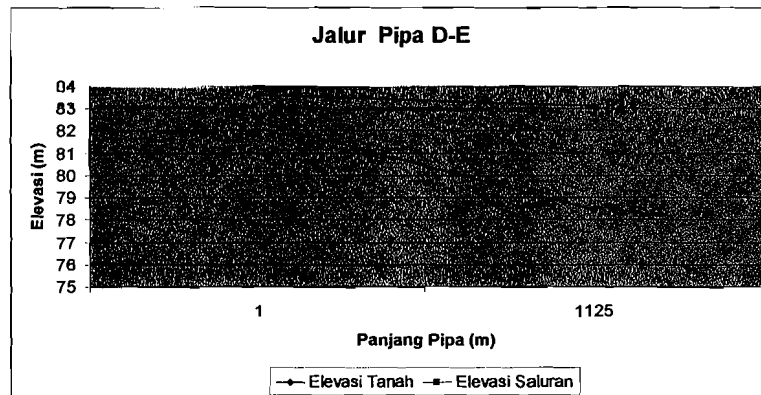 Jalur Pipa D-E
84
83
82
81
80
79
78
77
76
75
Elevasi (m)
1 1125
Panjang Pipa (m)
Elevasi Tanah Elevasi Saluran